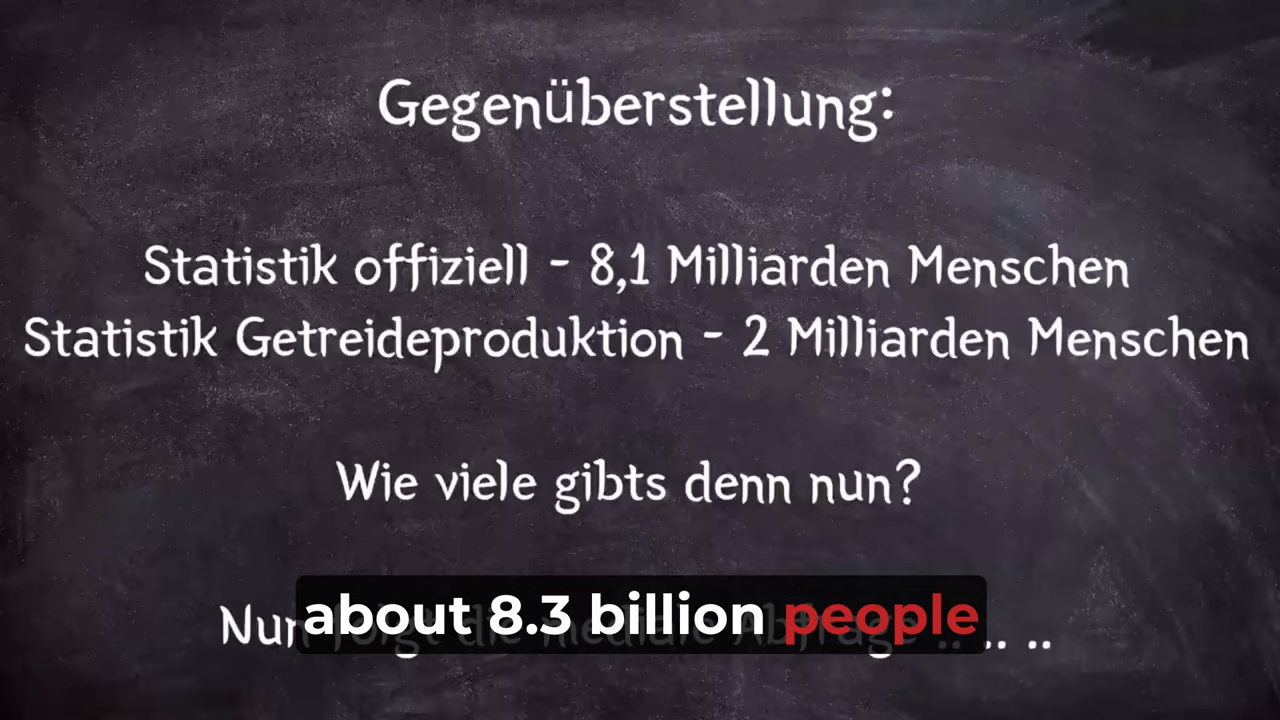 Gegenüberstellung:
Statistik offiziell - 8,1 Milliarden Menschen
Statistik Getreideproduktion - 2 Milliarden Menschen
Wie viele gibts denn nun?
about 8.3 billion people